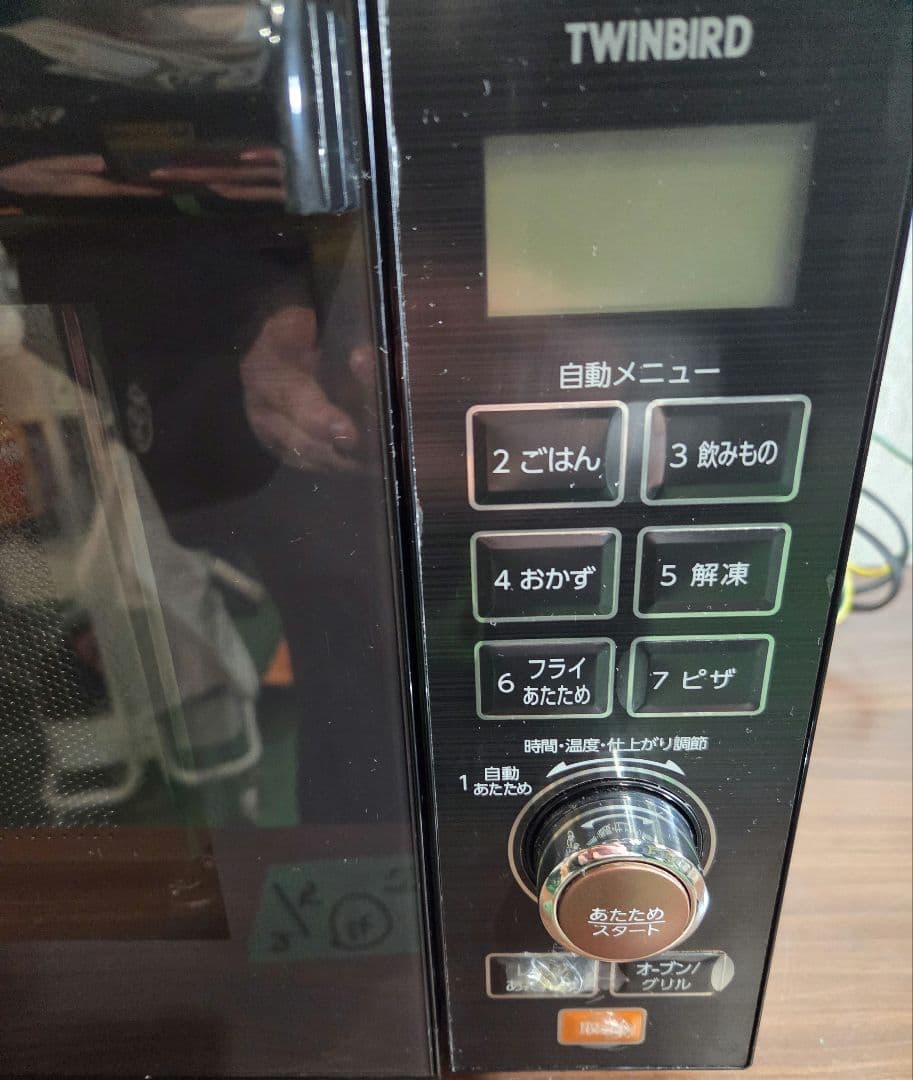 TWINBIRD
自動メニュー
2 ごはん
3 飲みもの
4 おかず
5 解凍
6 フライ
あたため
7 ピザ
時間・温度・仕上がり調節
1 自動
あたため
あたため
スタート
オーブン/
グリル